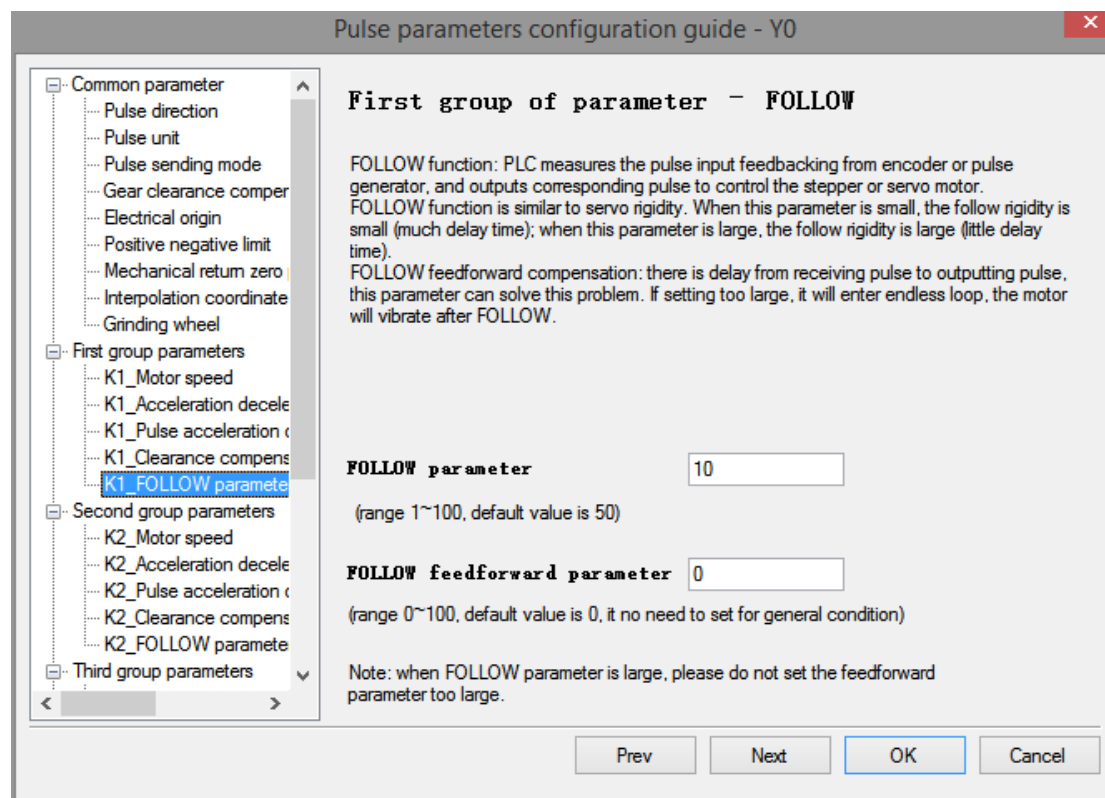 Pulse parameters configuration guide - Y0
Common parameter
Pulse direction
Pulse unit
Pulse sending mode
Gear clearance comper
Electrical origin
Positive negative limit
Mechanical return zero
Interpolation coordinate
Grinding wheel
First group parameters
K1_Motor speed
K1_Acceleration decele
K1_Pulse acceleration
K1_Clearance compens
K1_FOLLOW paramete
Second group parameters
K2_Motor speed
K2_Acceleration decele
K2_Pulse acceleration
K2_Clearance compens
K2_FOLLOW paramete
Third group parameters
First group of parameter - FOLLOW
FOLLOW function: PLC measures the pulse input feedbacking from encoder or pulse
generator, and outputs corresponding pulse to control the stepper or servo motor.
FOLLOW function is similar to servo rigidity. When this parameter is small, the follow rigidity is
small (much delay time); when this parameter is large, the follow rigidity is large (little delay
time).
FOLLOW feedforward compensation: there is delay from receiving pulse to outputting pulse,
this parameter can solve this problem. If setting too large, it will enter endless loop, the motor
will vibrate after FOLLOW.
FOLLOW parameter 10
(range 1~100, default value is 50)
FOLLOW feedforward parameter 0
(range 0~100, default value is 0, it no need to set for general condition)
Note: when FOLLOW parameter is large, please do not set the feedforward
parameter too large.
Prev Next OK Cancel